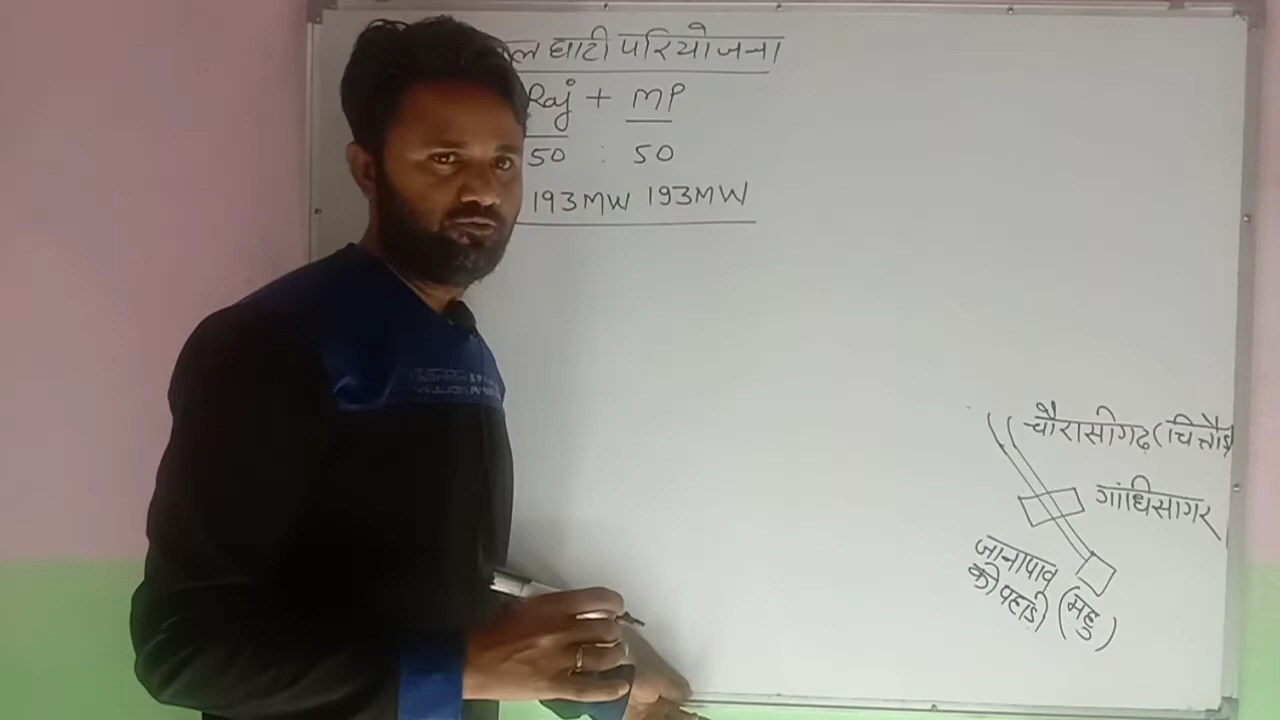 घाटी परियोजना
Raj + MP
50 : 50
193MW 193MW
चौरासीगढ़ (चित्तौड़
गांधिसागर
जानापाव
की पहाडी (महु)